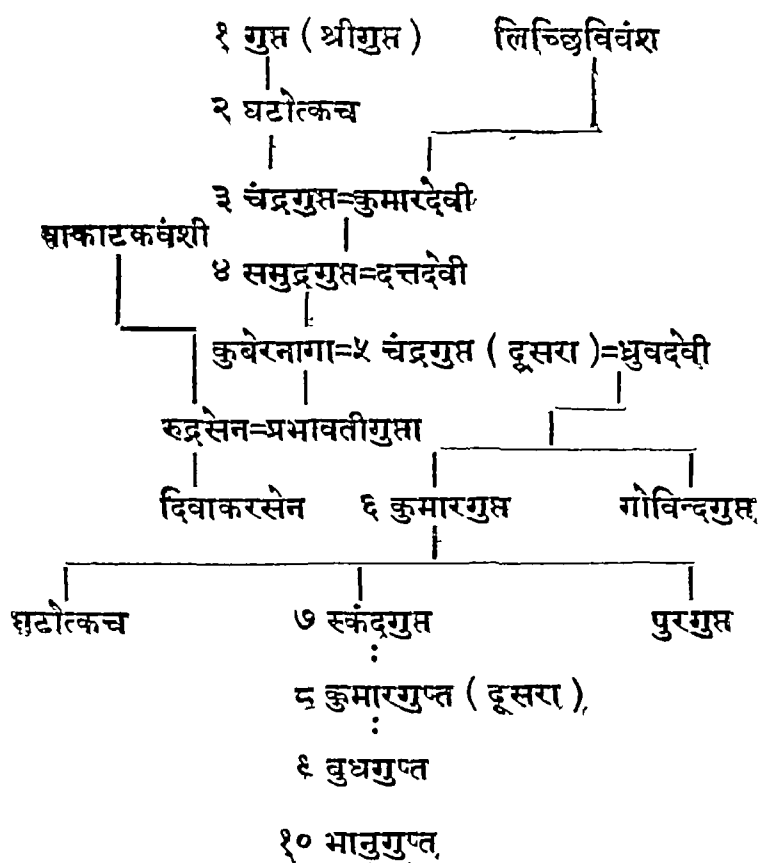 १ गुप्त ( श्रीगुप्त ) लिच्छिविवंश
२ घटोत्कच
३ चंद्रगुप्त=कुमारदेवी
वाकाटकवंशी
४ समुद्रगुप्त=दत्तदेवी
कुबेरनागा=५ चंद्रगुप्त ( दूसरा )=ध्रुवदेवी
रुद्रसेन=प्रभावतीगुप्ता
दिवाकरसेन ६ कुमारगुप्त गोविन्दगुप्त
घटोत्कच ७ स्कंदगुप्त पुरगुप्त
८ कुमारगुप्त ( दूसरा )
९ बुधगुप्त
१० भानुगुप्त